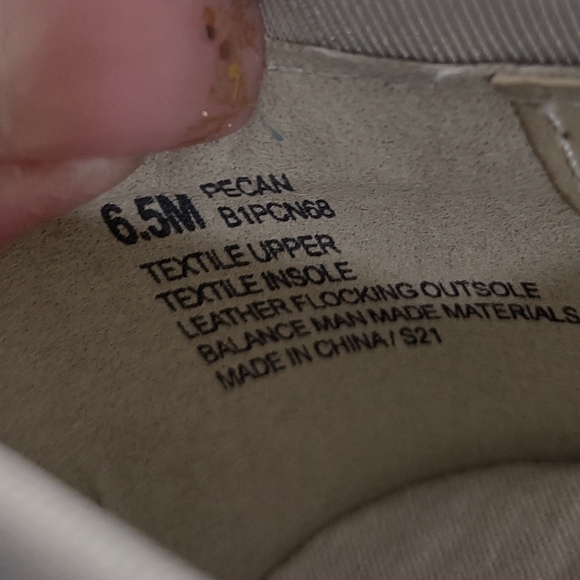 6.5M PECAN
B1PCN68
TEXTILE UPPER
TEXTILE INSOLE
LEATHER FLOCKING OUTSOLE
BALANCE MAN MADE MATERIALS
MADE IN CHINA / S21